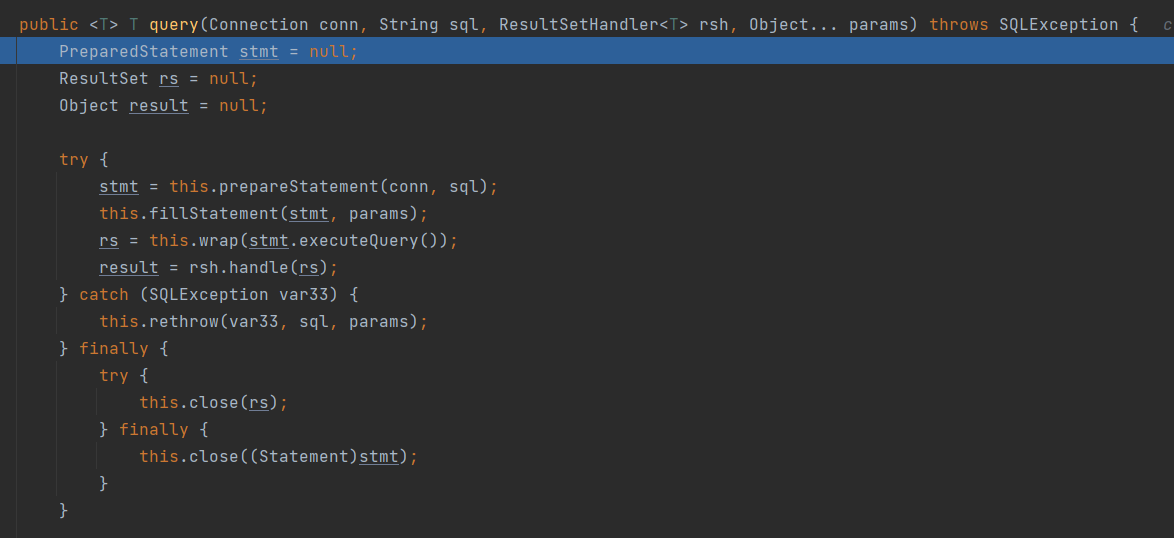 public <T> T query(Connection conn, String sql, ResultSetHandler<T> rsh, Object... params) throws SQLException { c
    PreparedStatement stmt = null;
    ResultSet rs = null;
    Object result = null;

    try {
        stmt = this.prepareStatement(conn, sql);
        this.fillStatement(stmt, params);
        rs = this.wrap(stmt.executeQuery());
        result = rsh.handle(rs);
    } catch (SQLException var33) {
        this.rethrow(var33, sql, params);
    } finally {
        try {
            this.close(rs);
        } finally {
            this.close((Statement)stmt);
        }
    }